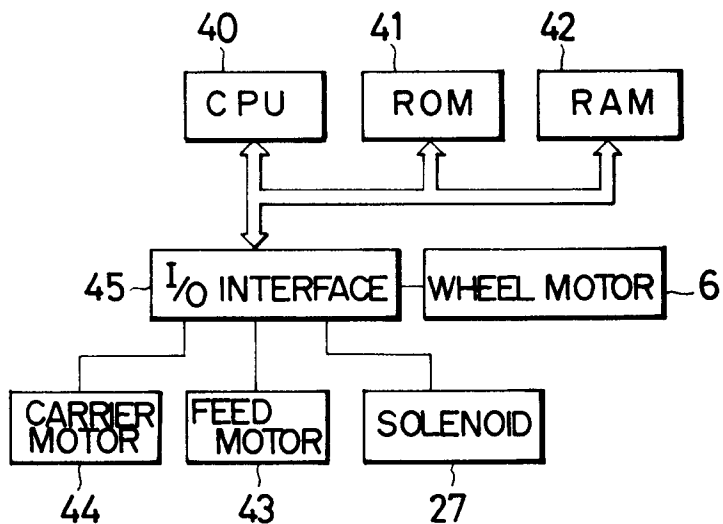 40
41
42
CPU
ROM
RAM
45
I/O INTERFACE
WHEEL MOTOR
6
CARRIER
MOTOR
FEED
MOTOR
SOLENOID
44
43
27